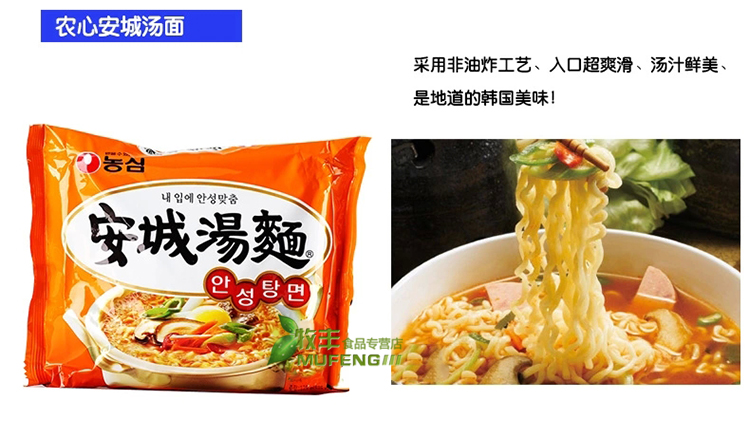 农心安城汤面
采用非油炸工艺、入口超爽滑、汤汁鲜美、
是地道的韩国美味!
농심
내 입에 안성맞춤
安城湯麵®
안성탕면
食品专营店
MUFENG